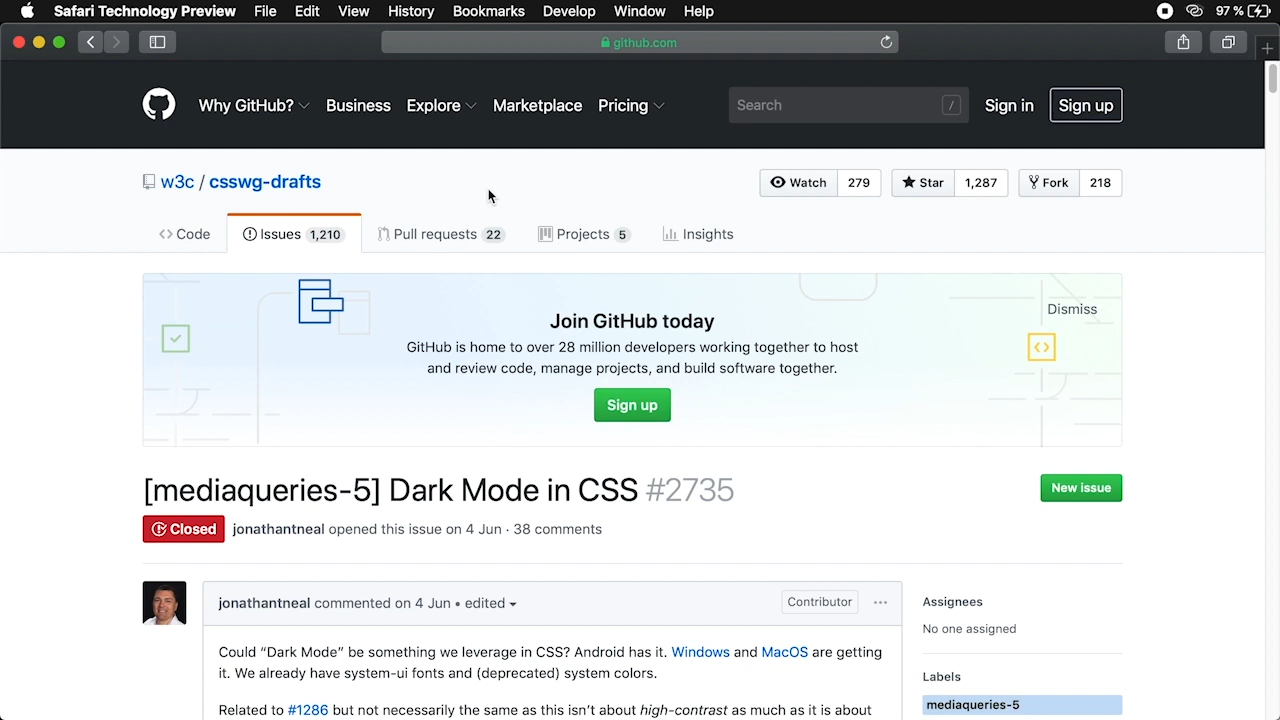 Safari Technology Preview File Edit View History Bookmarks Develop Window Help 97 %
github.com
Why GitHub? Business Explore Marketplace Pricing Search / Sign in Sign up
w3c / csswg-drafts Watch 279 Star 1,287 Fork 218
Code Issues 1,210 Pull requests 22 Projects 5 Insights
Join GitHub today
Dismiss
GitHub is home to over 28 million developers working together to host
and review code, manage projects, and build software together.
Sign up
[mediaqueries-5] Dark Mode in CSS #2735
New issue
Closed jonathantneal opened this issue on 4 Jun · 38 comments
jonathantneal commented on 4 Jun • edited Contributor ...
Assignees
No one assigned
Could “Dark Mode” be something we leverage in CSS? Android has it. Windows and MacOS are getting
it. We already have system-ui fonts and (deprecated) system colors.
Labels
mediaqueries-5
Related to #1286 but not necessarily the same as this isn't about high-contrast as much as it is about